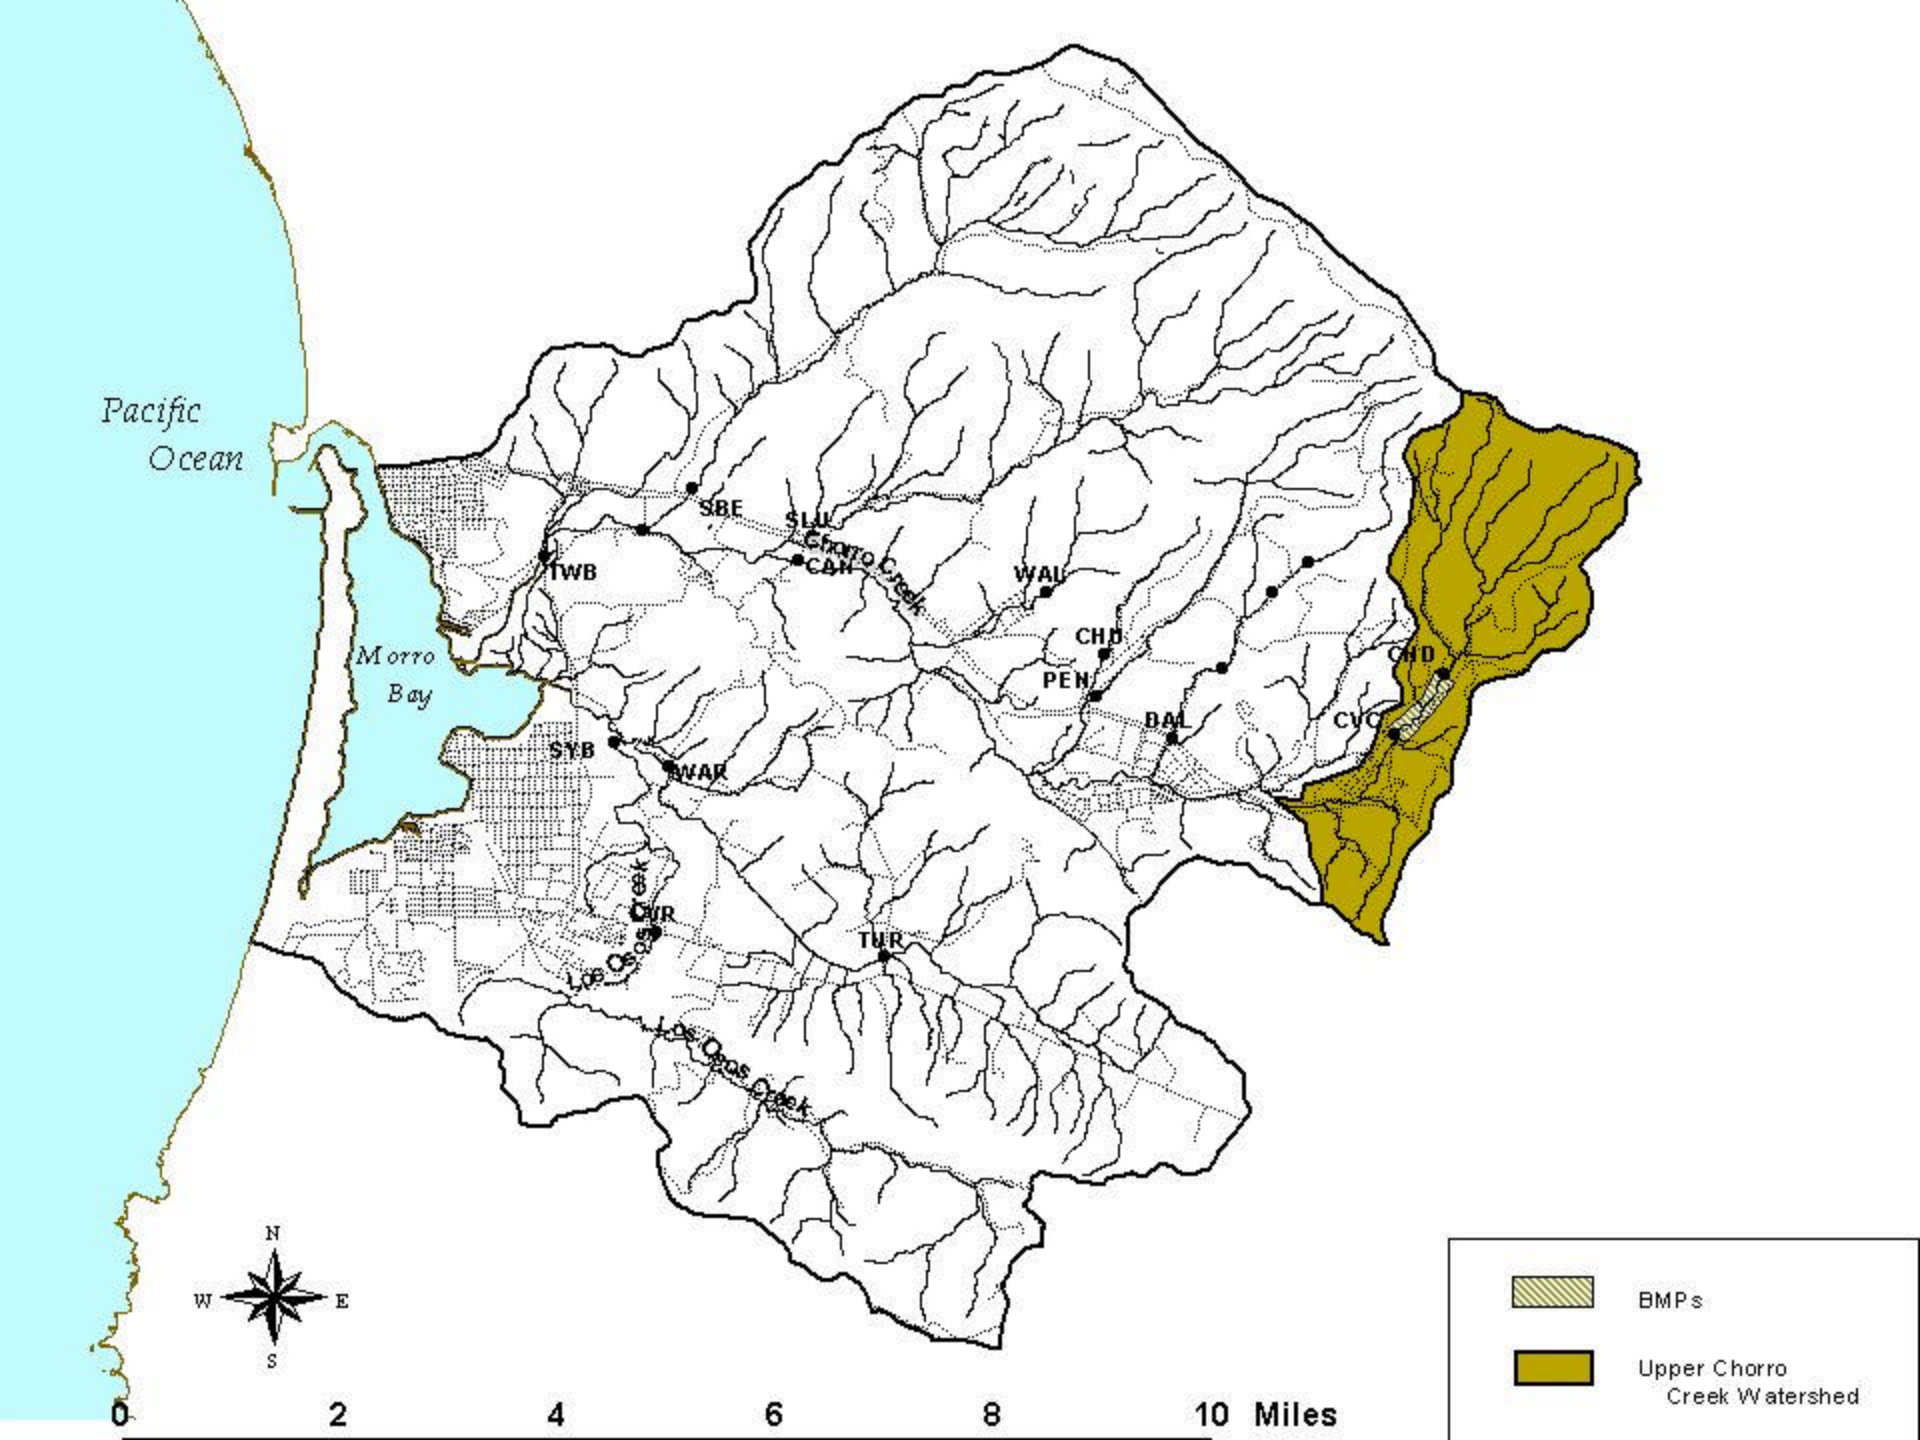 Pacific
Ocean
SBE
SLU
Chorro Creek
CAN
TWB
WAL
Morro
Bay
CHU
CHD
PEN
DAL
CVC
SYB
WAR
TUR
Los Osos Creek
Los Osos Creek
N
W
E
S
BMPs
Upper Chorro
Creek Watershed
0 2 4 6 8 10 Miles